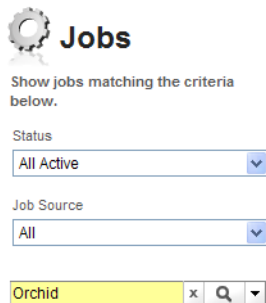 Jobs
Show jobs matching the criteria
below.
Status
All Active
Job Source
All
Orchid x